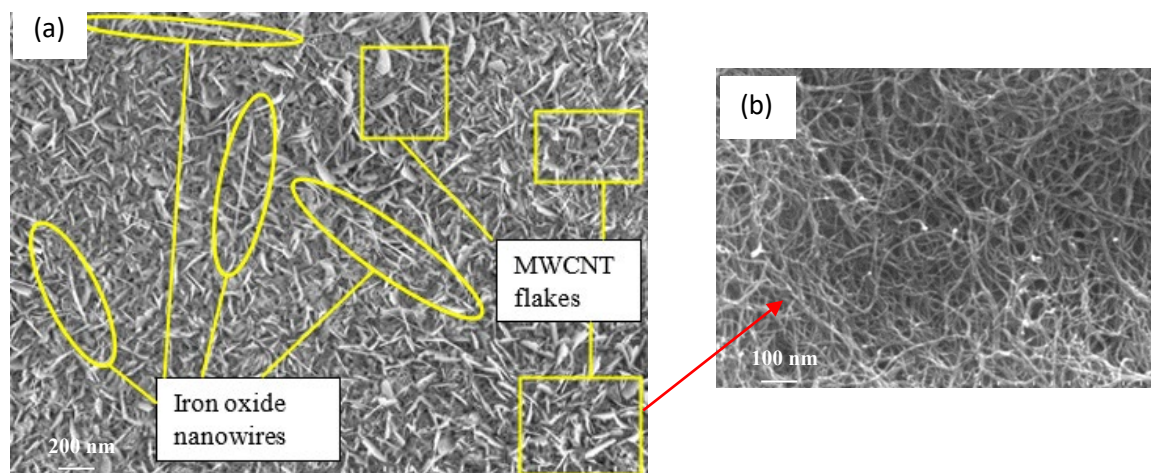 (a)
(b)
MWCNT
flakes
100 nm
Iron oxide
nanowires
200 nm